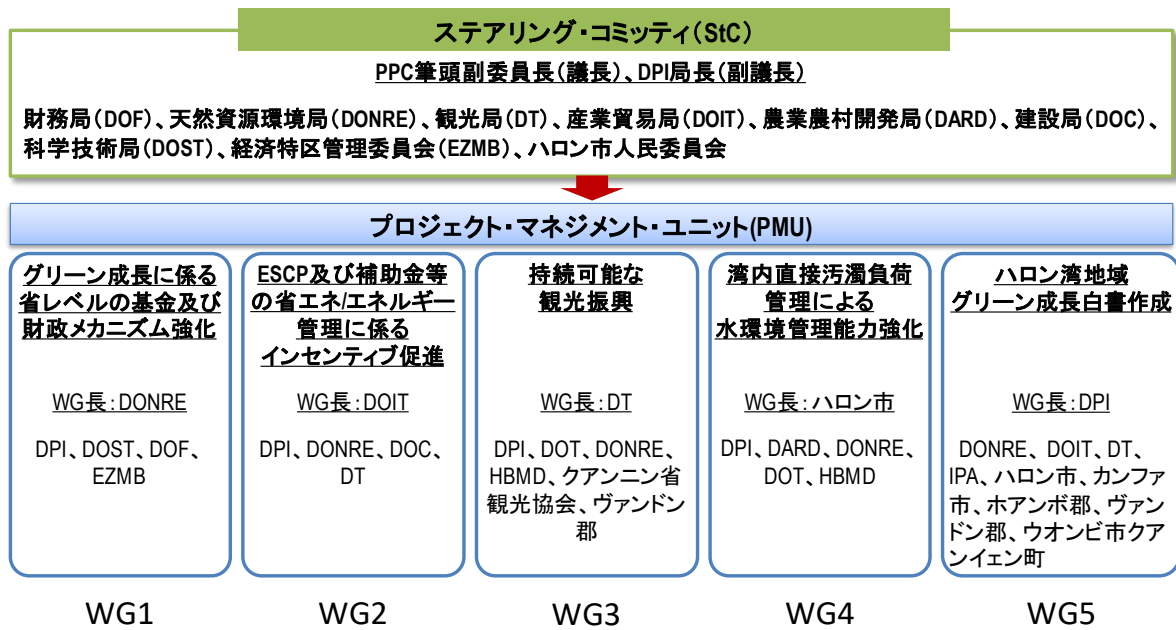 ステアリング・コミッティ（StC）
PPC筆頭副委員長（議長）、DPI局長（副議長）
財務局（DOF）、天然資源環境局（DONRE）、観光局（DT）、産業貿易局（DOIT）、農業農村開発局（DARD）、建設局（DOC）、
科学技術局（DOST）、経済特区管理委員会（EZMB）、ハロン市人民委員会
プロジェクト・マネジメント・ユニット(PMU)
グリーン成長に係る
省レベルの基金及び
財政メカニズム強化
WG長：DONRE
DPI、DOST、DOF、
EZMB
WG1
ESCP及び補助金等
の省エネ/エネルギー
管理に係る
インセンティブ促進
WG長：DOIT
DPI、DONRE、DOC、
DT
WG2
持続可能な
観光振興
WG長：DT
DPI、DOT、DONRE、
HBMD、クアンニン省
観光協会、ヴァンドン
郡
WG3
湾内直接汚濁負荷
管理による
水環境管理能力強化
WG長：ハロン市
DPI、DARD、DONRE、
DOT、HBMD
WG4
ハロン湾地域
グリーン成長白書作成
WG長：DPI
DONRE、DOIT、DT、
IPA、ハロン市、カンファ
市、ホアンボ郡、ヴァン
ドン郡、ウオンビ市クア
ンイェン町
WG5